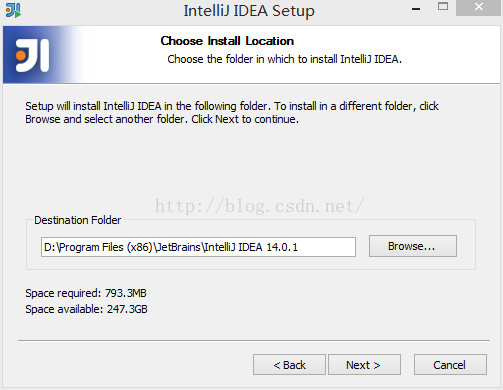 IntelliJ IDEA Setup
Choose Install Location
Choose the folder in which to install IntelliJ IDEA.
Setup will install IntelliJ IDEA in the following folder. To install in a different folder, click
Browse and select another folder. Click Next to continue.
http://blog.csdn.net/
Destination Folder
D:\Program Files (x86)\JetBrains\IntelliJ IDEA 14.0.1
Browse...
Space required: 793.3MB
Space available: 247.3GB
< Back
Next >
Cancel